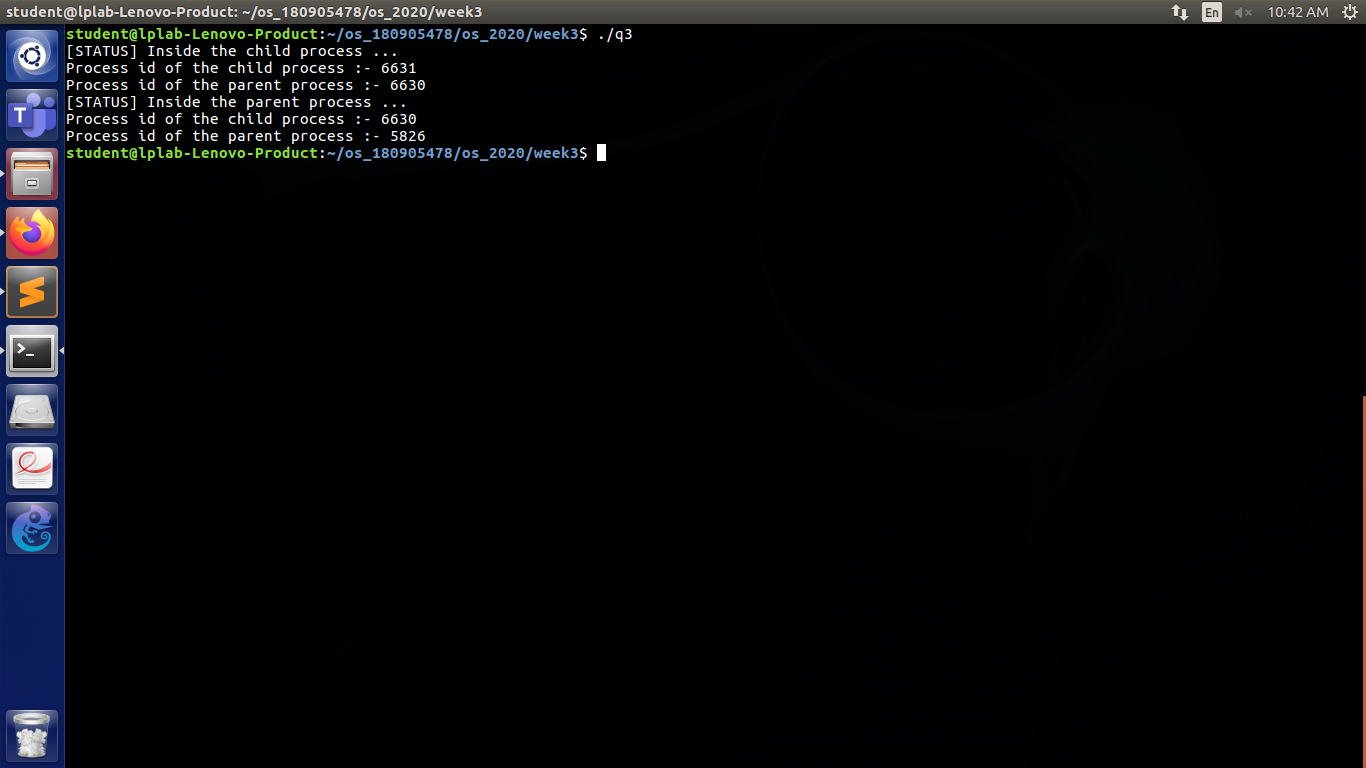 student@lplab-Lenovo-Product: ~/os_180905478/os_2020/week3
En
10:42 AM
student@lplab-Lenovo-Product:~/os_180905478/os_2020/week3$ ./q3
[STATUS] Inside the child process ...
Process id of the child process :- 6631
Process id of the parent process :- 6630
[STATUS] Inside the parent process ...
Process id of the child process :- 6630
Process id of the parent process :- 5826
student@lplab-Lenovo-Product:~/os_180905478/os_2020/week3$
T
>_